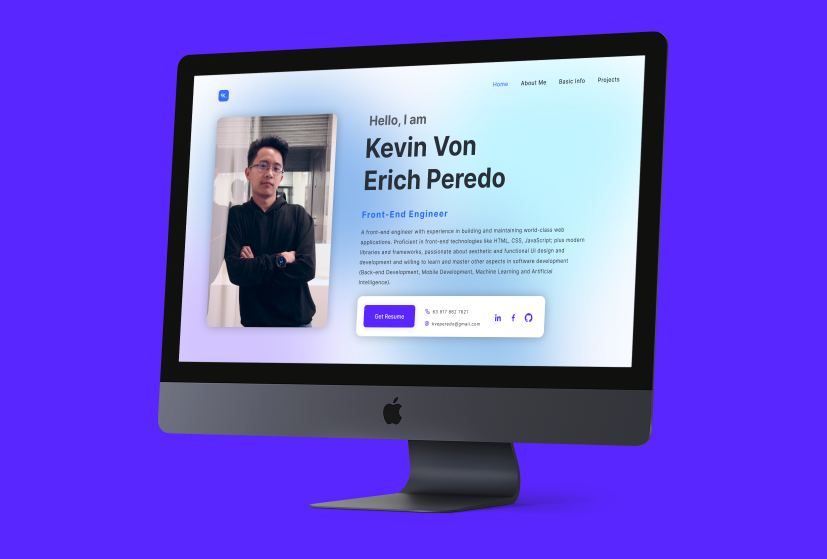 Home About Me Basic Info Projects
Hello, I am
Kevin Von
Erich Peredo
Front-End Engineer
A front-end engineer with experience in building and maintaining world-class web
applications. Proficient in front-end technologies like HTML, CSS, JavaScript; plus modern
libraries and frameworks, passionate about aesthetic and functional UI design and
development and willing to learn and master other aspects in software development
(Back-end Development, Mobile Development, Machine Learning and Artificial
Intelligence).
Get Resume
63 917 862 7621
kveperedo@gmail.com
in f